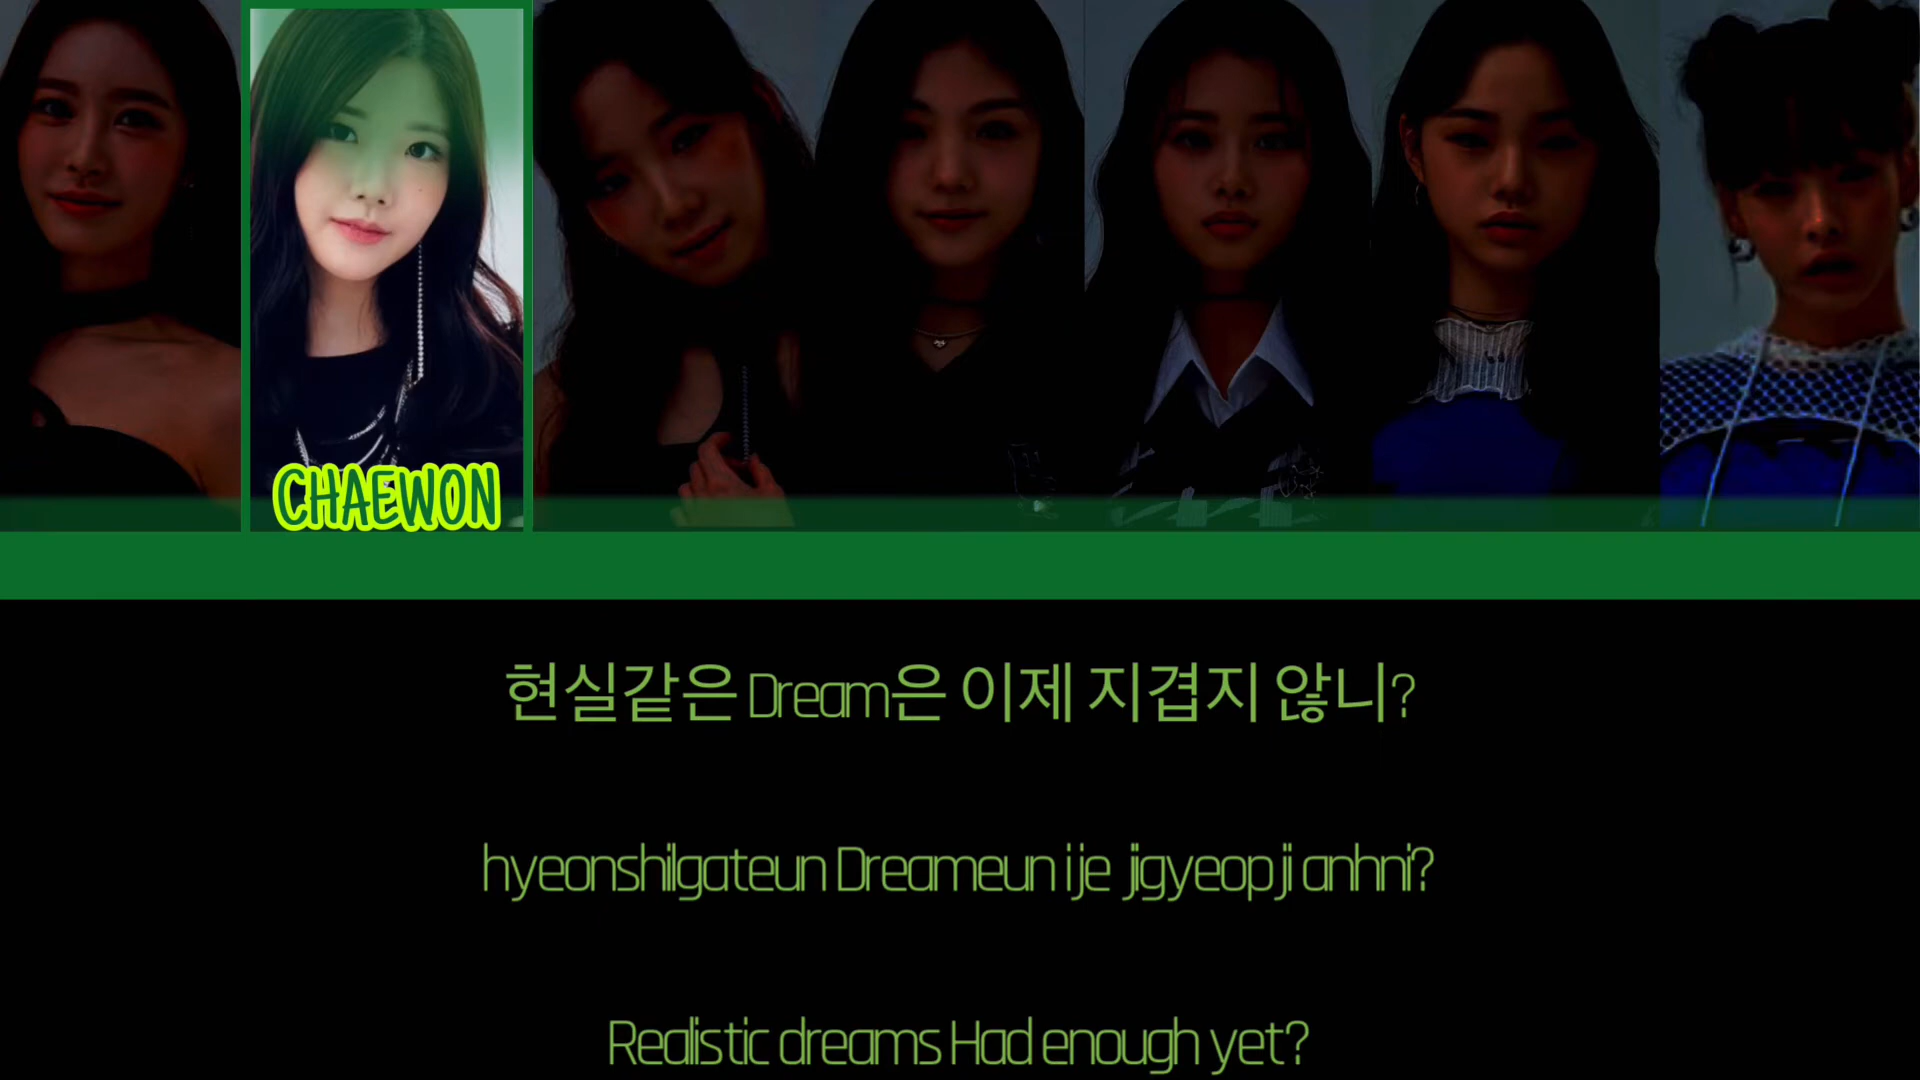 CHAEWON
현실같은 Dream은 이제 지겹지 않니?
hyeonshilgateun Dreameun ije jigyeopji anhni?
Realistic dreams Had enough yet?